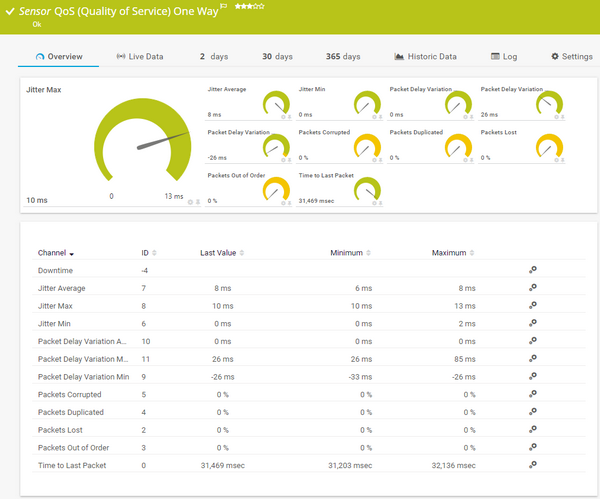 Sensor QoS (Quality of Service) One Way
Ok
Overview Live Data 2 days 30 days 365 days Historic Data Log Settings
Jitter Max
0 13 ms
10 ms
Jitter Average Jitter Min Packet Delay Variation Packet Delay Variation
8 ms 0 ms 0 ms 26 ms
Packet Delay Variation Packets Corrupted Packets Duplicated Packets Lost
-26 ms 0 % 0 % 0 %
Packets Out of Order Time to Last Packet
0 % 31,469 msec
Channel ID Last Value Minimum Maximum
Downtime -4
Jitter Average 7 8 ms 6 ms 8 ms
Jitter Max 8 10 ms 10 ms 13 ms
Jitter Min 6 0 ms 0 ms 2 ms
Packet Delay Variation A... 10 0 ms 0 ms 0 ms
Packet Delay Variation M... 11 26 ms 26 ms 85 ms
Packet Delay Variation Min 9 -26 ms -33 ms -26 ms
Packets Corrupted 5 0 % 0 % 0 %
Packets Duplicated 4 0 % 0 % 0 %
Packets Lost 2 0 % 0 % 0 %
Packets Out of Order 3 0 % 0 % 0 %
Time to Last Packet 0 31,469 msec 31,203 msec 32,136 msec